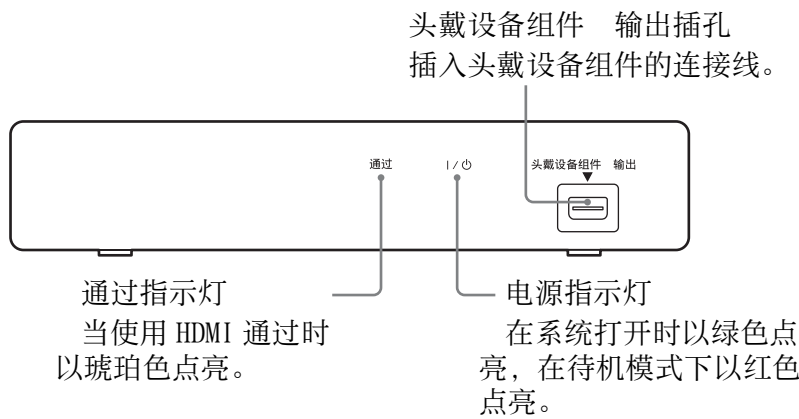 头戴设备组件　输出插孔
插入头戴设备组件的连接线。
通过
I/⏻
头戴设备组件　输出
通过指示灯
当使用 HDMI 通过时
以琥珀色点亮。
电源指示灯
在系统打开时以绿色点
亮，在待机模式下以红色
点亮。